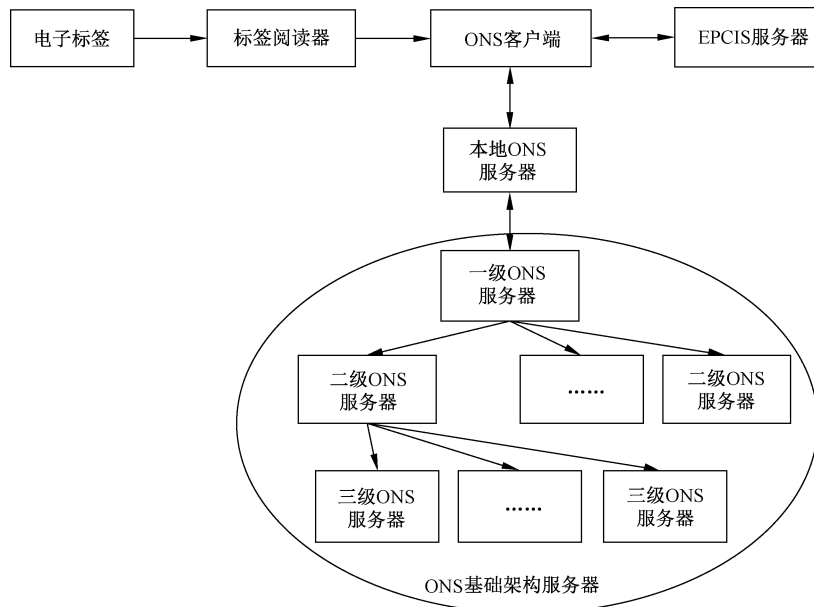 电子标签
标签阅读器
ONS客户端
EPCIS服务器
本地ONS
服务器
一级ONS
服务器
二级ONS
服务器
……
二级ONS
服务器
三级ONS
服务器
……
三级ONS
服务器
ONS基础架构服务器